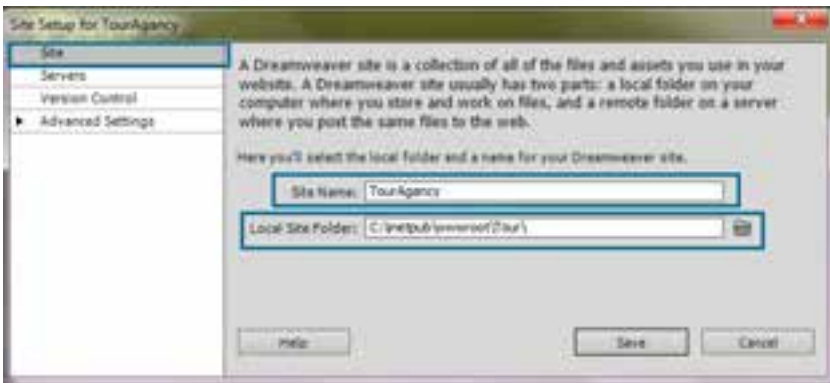 Site Setup for TourAgancy
Site
Servers
Version Control
Advanced Settings
A Dreamweaver site is a collection of all of the files and assets you use in your
website. A Dreamweaver site usually has two parts: a local folder on your
computer where you store and work on files, and a remote folder on a server
where you post the same files to the web.
Here you'll select the local folder and a name for your Dreamweaver site.
Site Name: TourAgancy
Local Site Folder: C:\inetpub\wwwroot\Tour\
Help
Save
Cancel